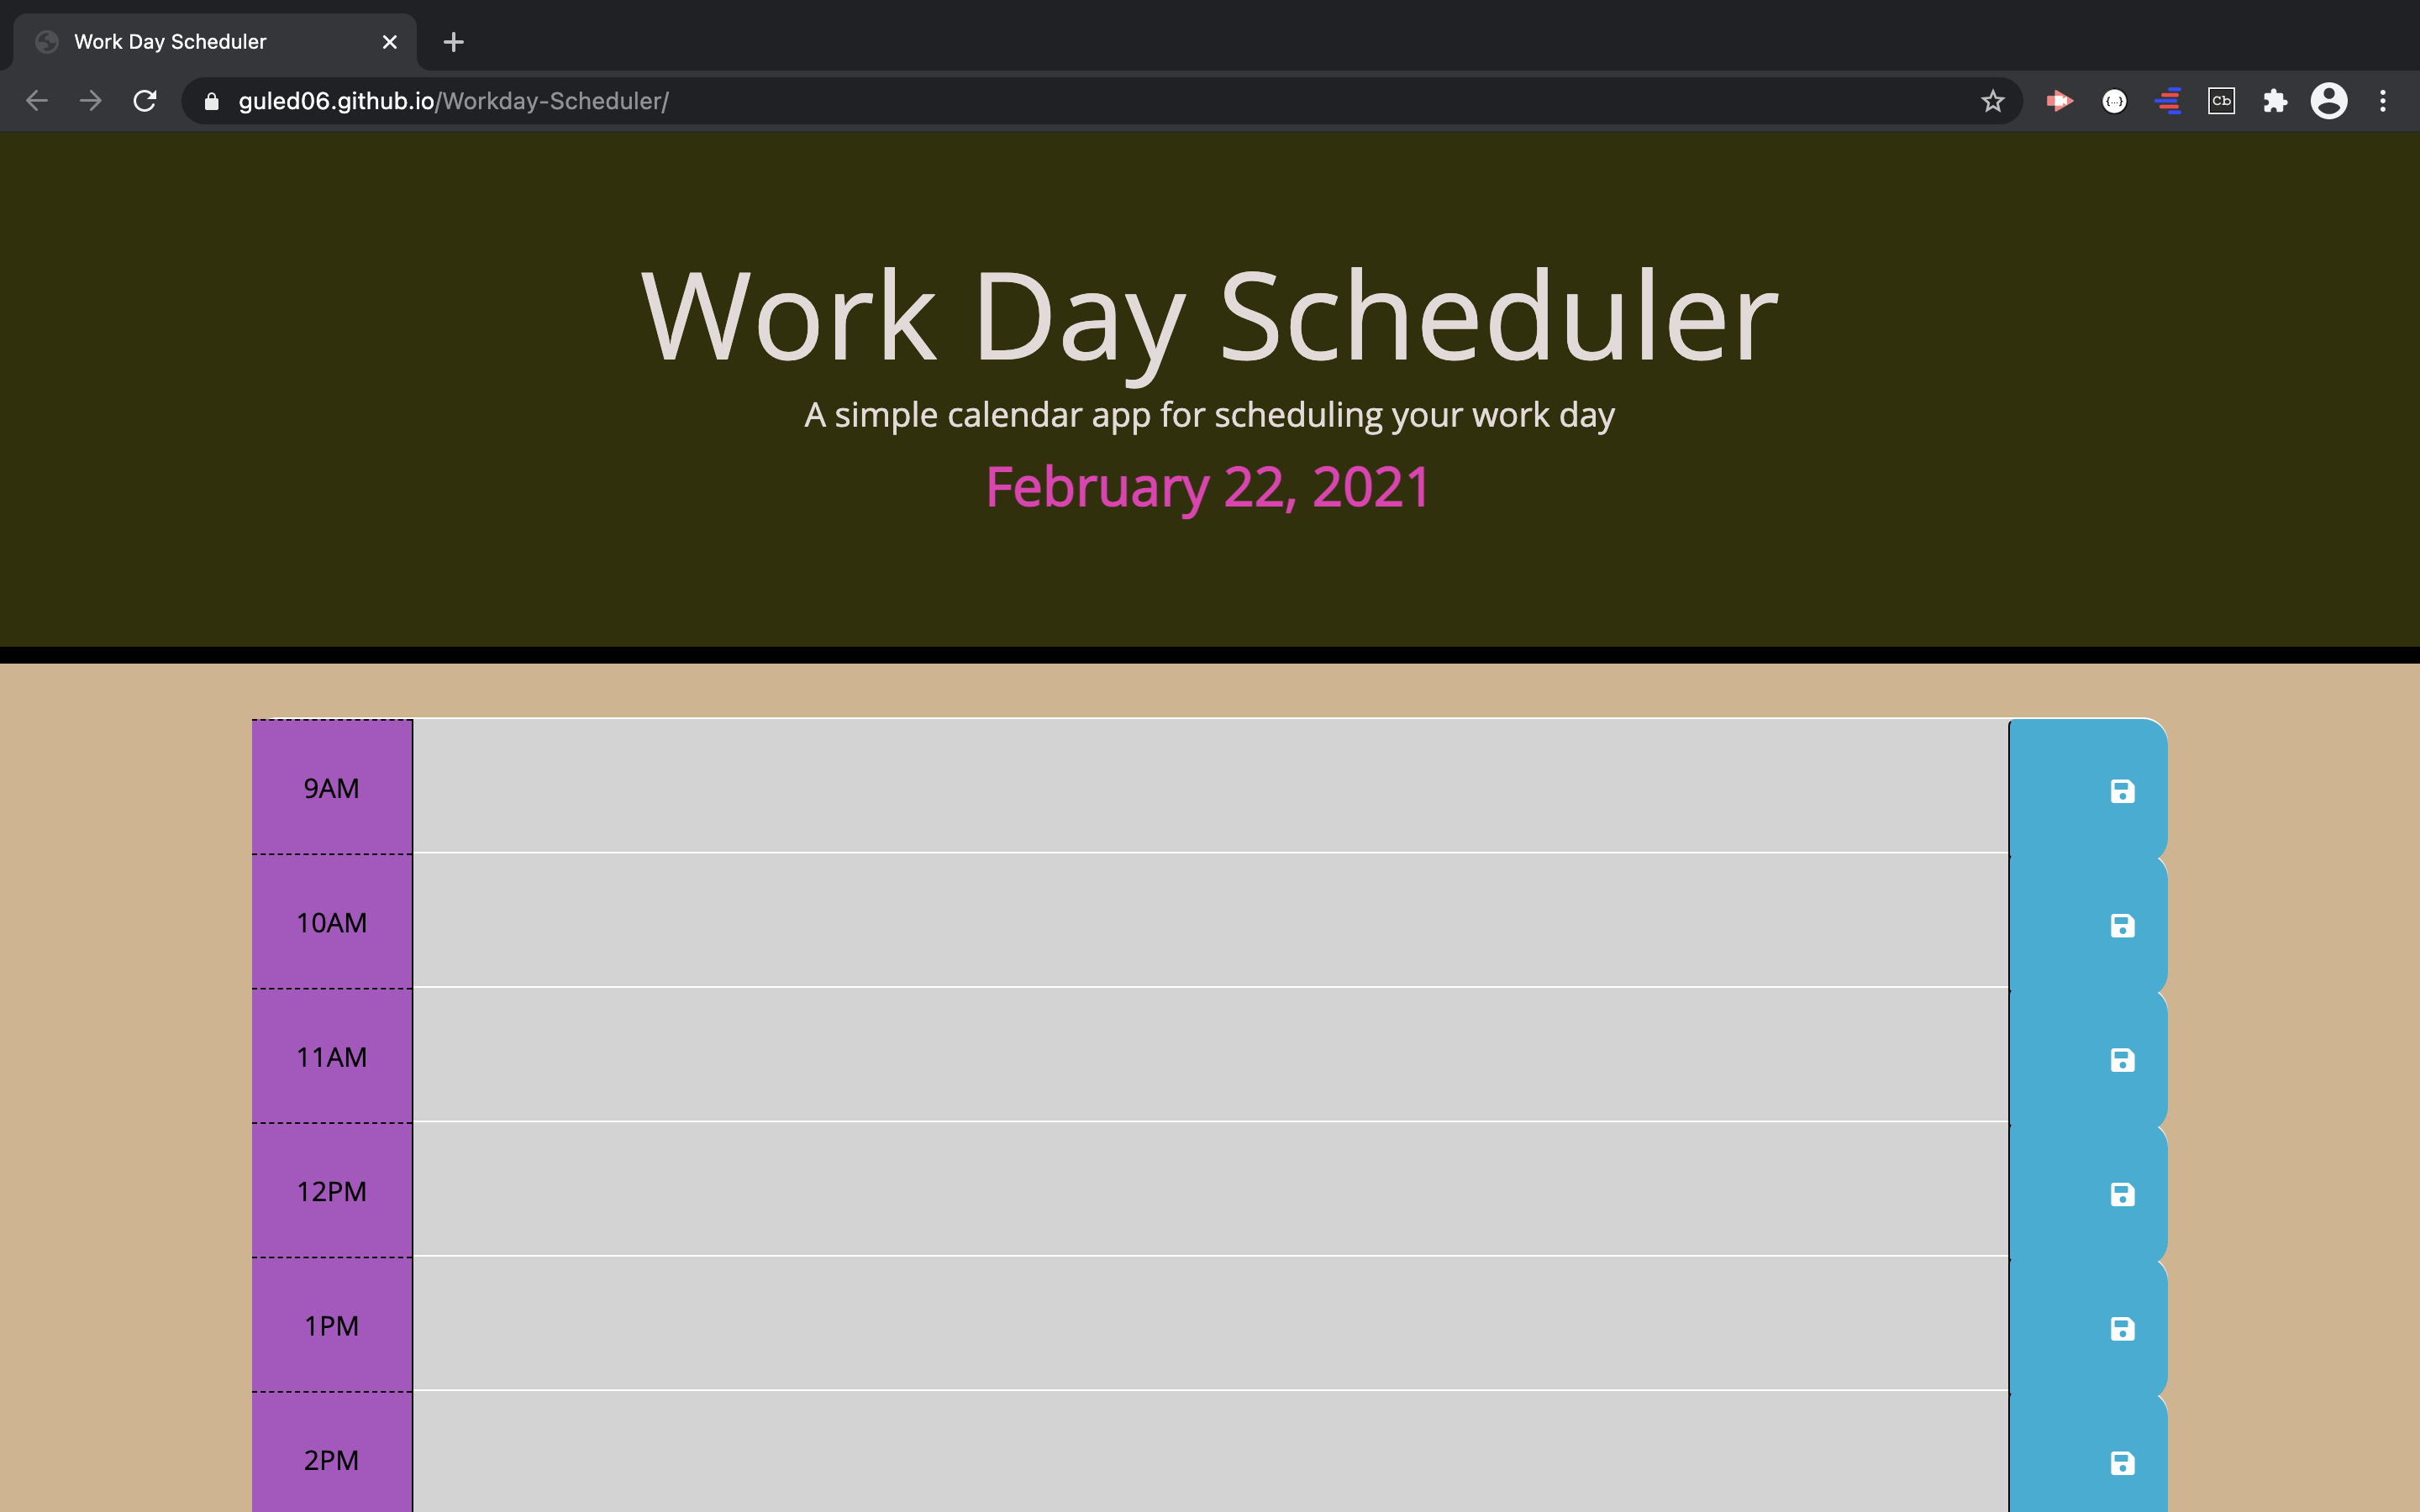 Work Day Scheduler
guled06.github.io/Workday-Scheduler/
{...}
Cb
Work Day Scheduler
A simple calendar app for scheduling your work day
February 22, 2021
9AM
10AM
11AM
12PM
1PM
2PM